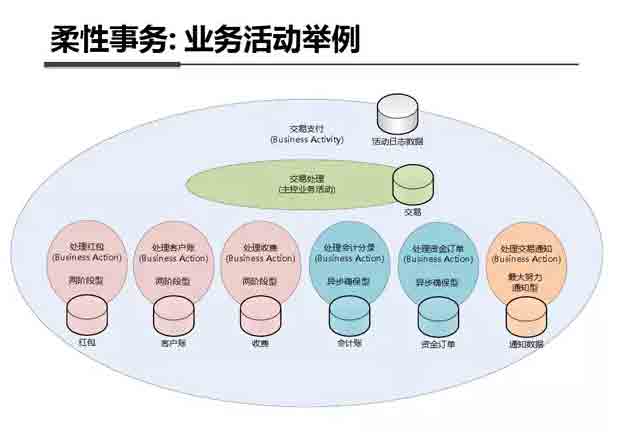 柔性事务: 业务活动举例
交易支付
(Business Activity)
活动日志数据
交易处理
(主控业务活动)
交易
处理红包
(Business Action)
两阶段型
红包
处理客户账
(Business Action)
两阶段型
客户账
处理收费
(Business Action)
两阶段型
收费
处理会计分录
(Business Action)
异步确保型
会计账
处理资金订单
(Business Action)
异步确保型
资金订单
处理交易通知
(Business Action)
最大努力
通知型
通知数据